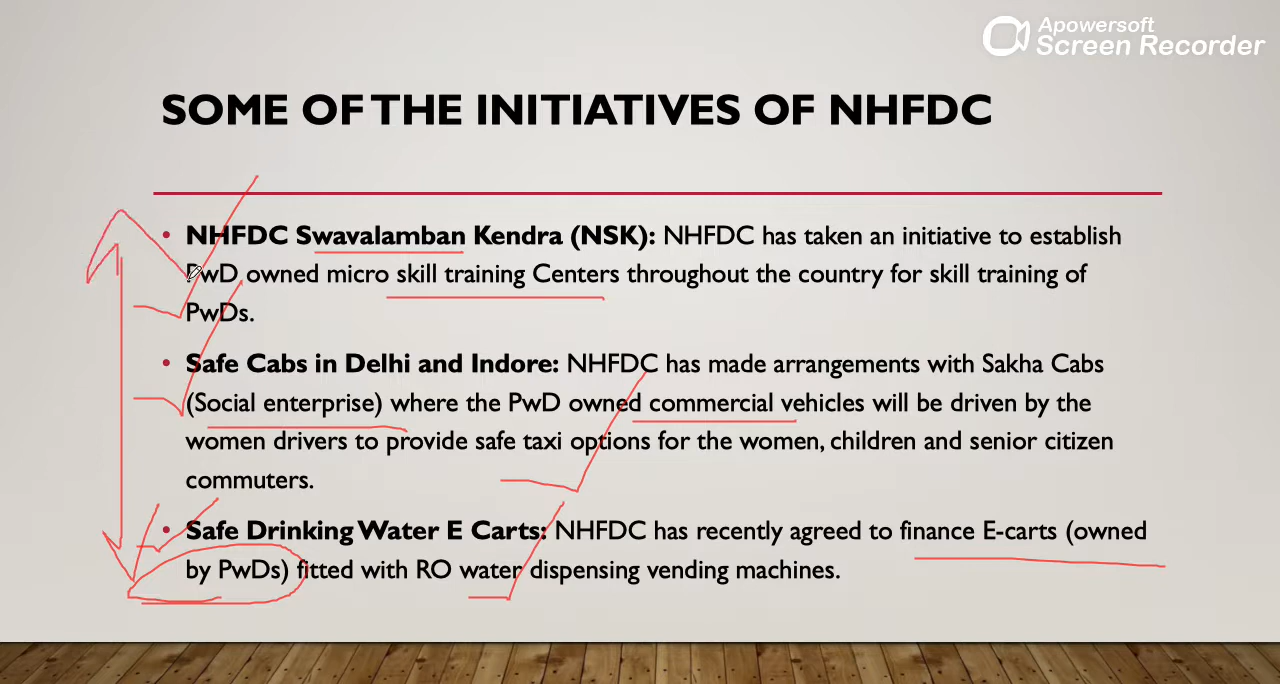 Apowersoft
Screen Recorder
SOME OF THE INITIATIVES OF NHFDC
• NHFDC Swavalamban Kendra (NSK): NHFDC has taken an initiative to establish
PwD owned micro skill training Centers throughout the country for skill training of
PwDs.
• Safe Cabs in Delhi and Indore: NHFDC has made arrangements with Sakha Cabs
(Social enterprise) where the PwD owned commercial vehicles will be driven by the
women drivers to provide safe taxi options for the women, children and senior citizen
commuters.
• Safe Drinking Water E Carts: NHFDC has recently agreed to finance E-carts (owned
by PwDs) fitted with RO water dispensing vending machines.